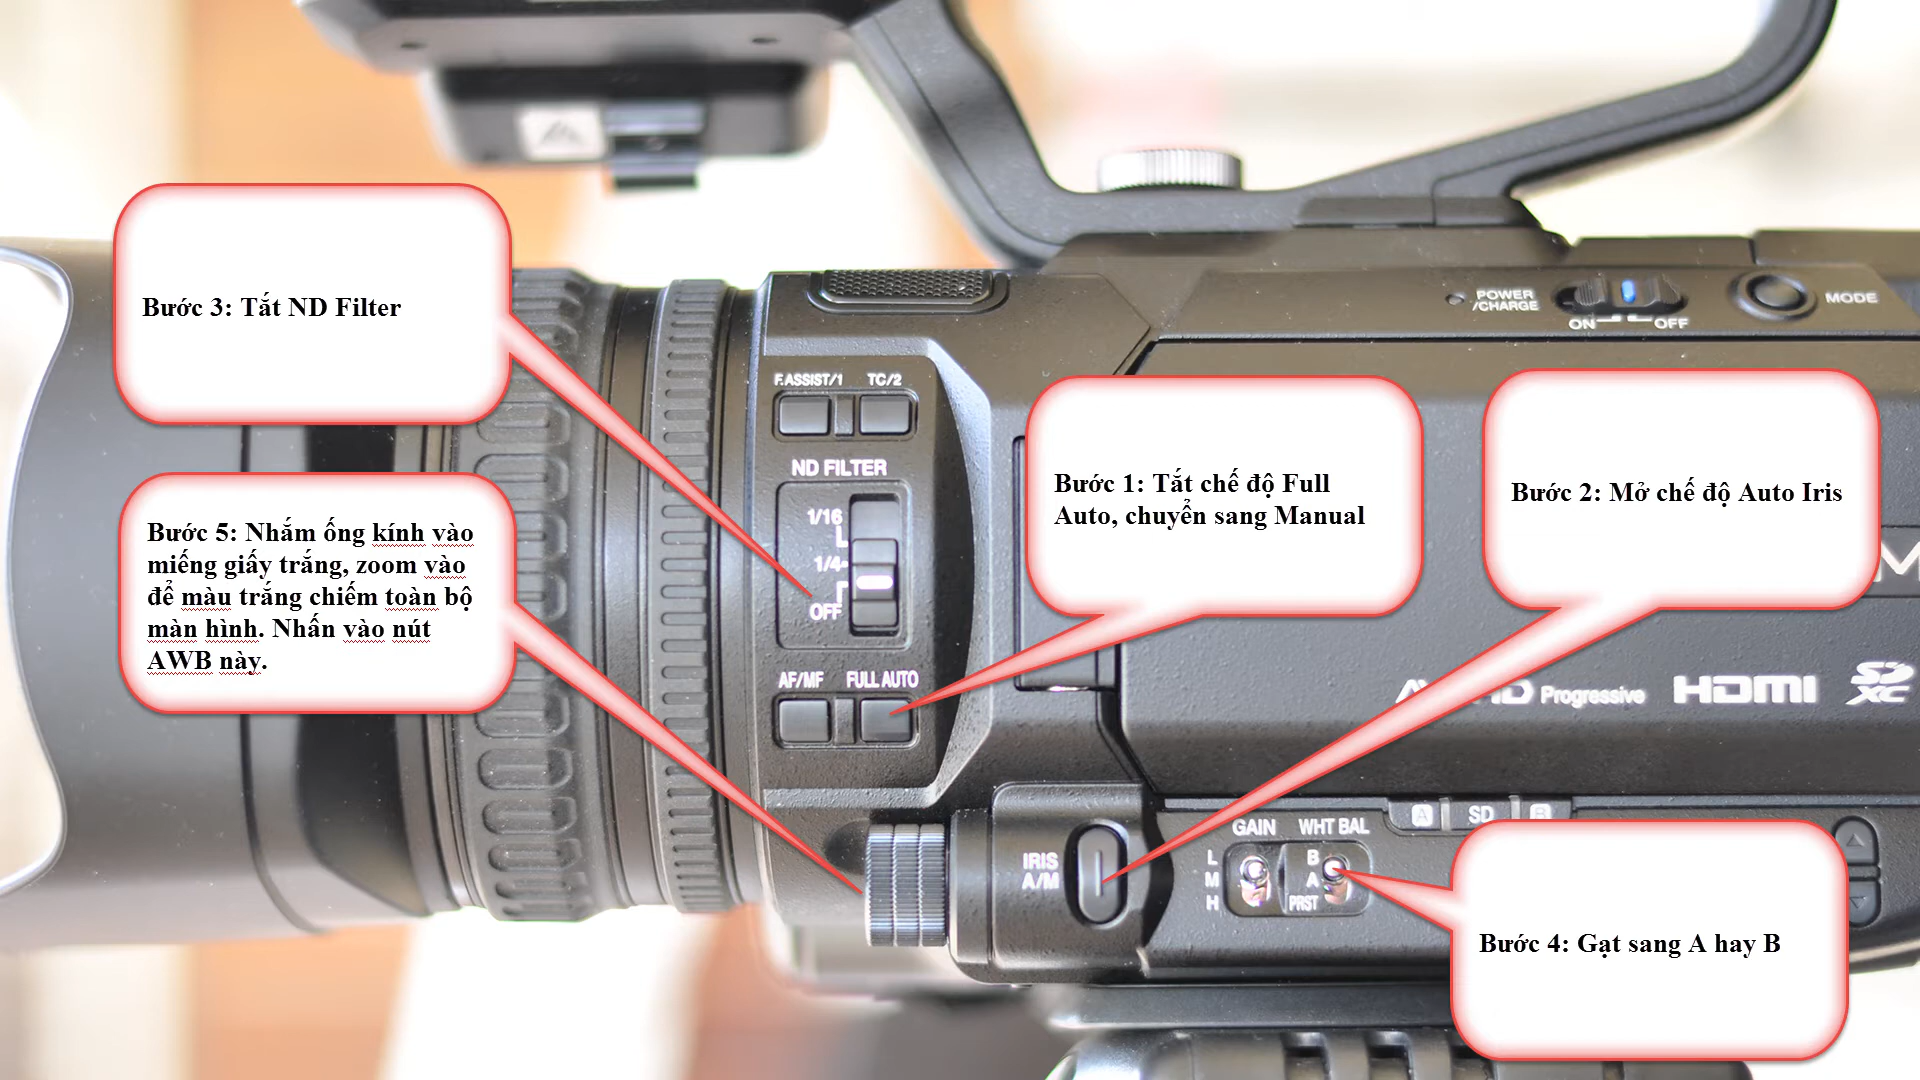 Bước 3: Tắt ND Filter
POWER
/CHARGE
ON
OFF
MODE
F.ASSIST/1
TC/2
ND FILTER
1/16
1/4
OFF
Bước 1: Tắt chế độ Full
Auto, chuyển sang Manual
Bước 2: Mở chế độ Auto Iris
Bước 5: Nhắm ống kính vào
miếng giấy trắng, zoom vào
để màu trắng chiếm toàn bộ
màn hình. Nhấn vào nút
AWB này.
AF/MF
FULL AUTO
Progressive
HDMI
SD
XC
A
SD
B
GAIN
WHT BAL
L
M
H
B
A
PRST
IRIS
A/M
Bước 4: Gạt sang A hay B